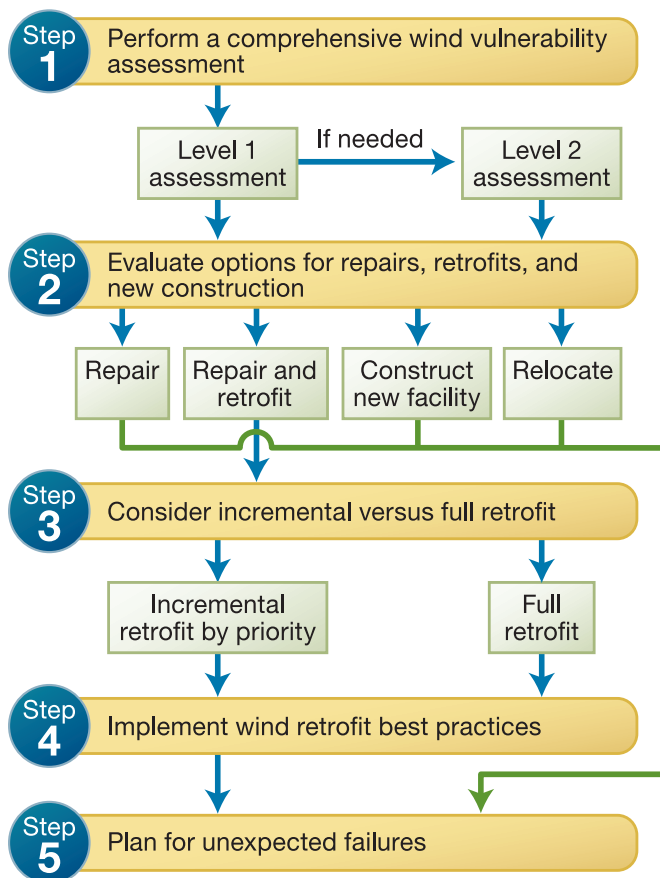 Step
1
Perform a comprehensive wind vulnerability
assessment
Level 1
assessment
If needed
Level 2
assessment
Step
2
Evaluate options for repairs, retrofits, and
new construction
Repair
Repair and
retrofit
Construct
new facility
Relocate
Step
3
Consider incremental versus full retrofit
Incremental
retrofit by priority
Full
retrofit
Step
4
Implement wind retrofit best practices
Step
5
Plan for unexpected failures